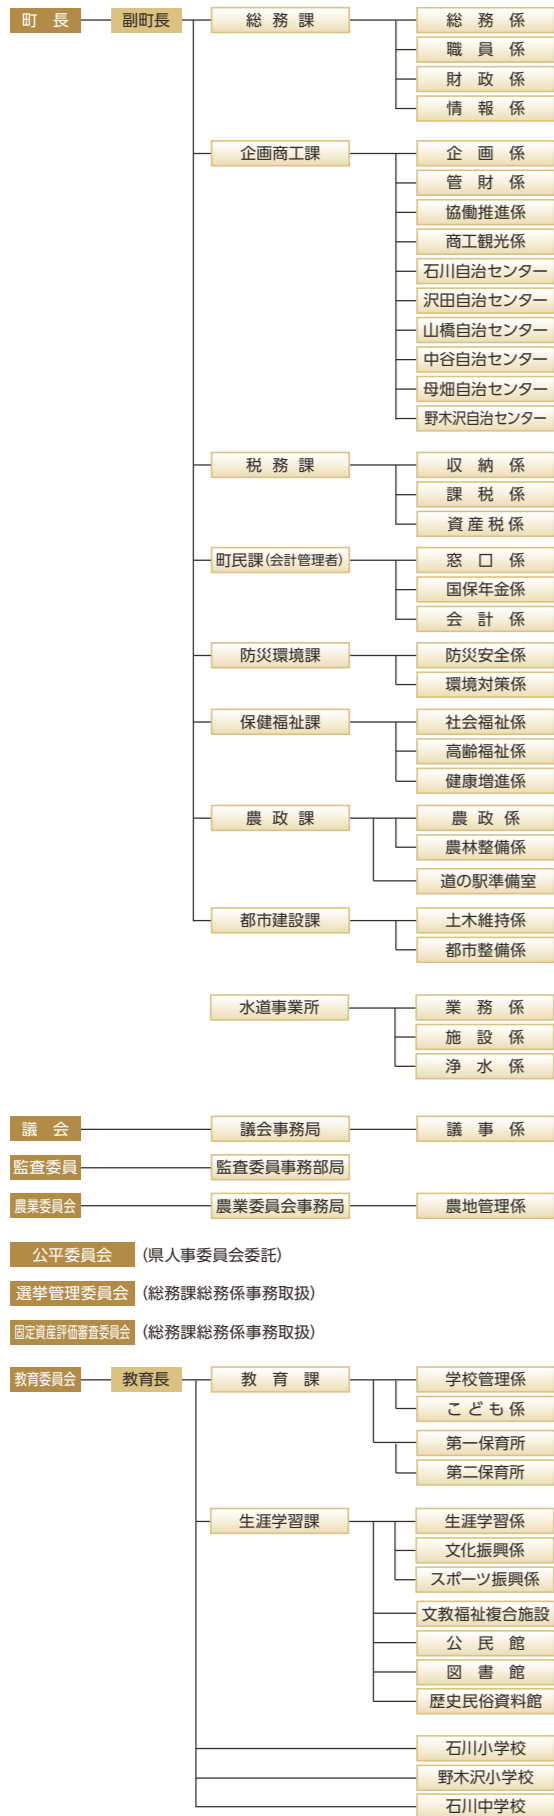 町 長 副町長 総 務 課 総 務 係
職 員 係
財 政 係
情 報 係
企画商工課 企 画 係
管 財 係
協働推進係
商工観光係
石川自治センター
沢田自治センター
山橋自治センター
中谷自治センター
母畑自治センター
野木沢自治センター
税 務 課 収 納 係
課 税 係
資 産 税 係
町民課(会計管理者) 窓 口 係
国保年金係
会 計 係
防災環境課 防災安全係
環境対策係
保健福祉課 社会福祉係
高齢福祉係
健康増進係
農 政 課 農 政 係
農林整備係
道の駅準備室
都市建設課 土木維持係
都市整備係
水道事業所 業 務 係
施 設 係
浄 水 係
議 会 議会事務局 議 事 係
監査委員 監査委員事務部局
農業委員会 農業委員会事務局 農地管理係
公平委員会 (県人事委員会委託)
選挙管理委員会 (総務課総務係事務取扱)
固定資産評価審査委員会 (総務課総務係事務取扱)
教育委員会 教育長 教 育 課 学校管理係
こ ど も 係
第一保育所
第二保育所
生涯学習課 生涯学習係
文化振興係
スポーツ振興係
文教福祉複合施設
公 民 館
図 書 館
歴史民俗資料館
石川小学校
野木沢小学校
石川中学校